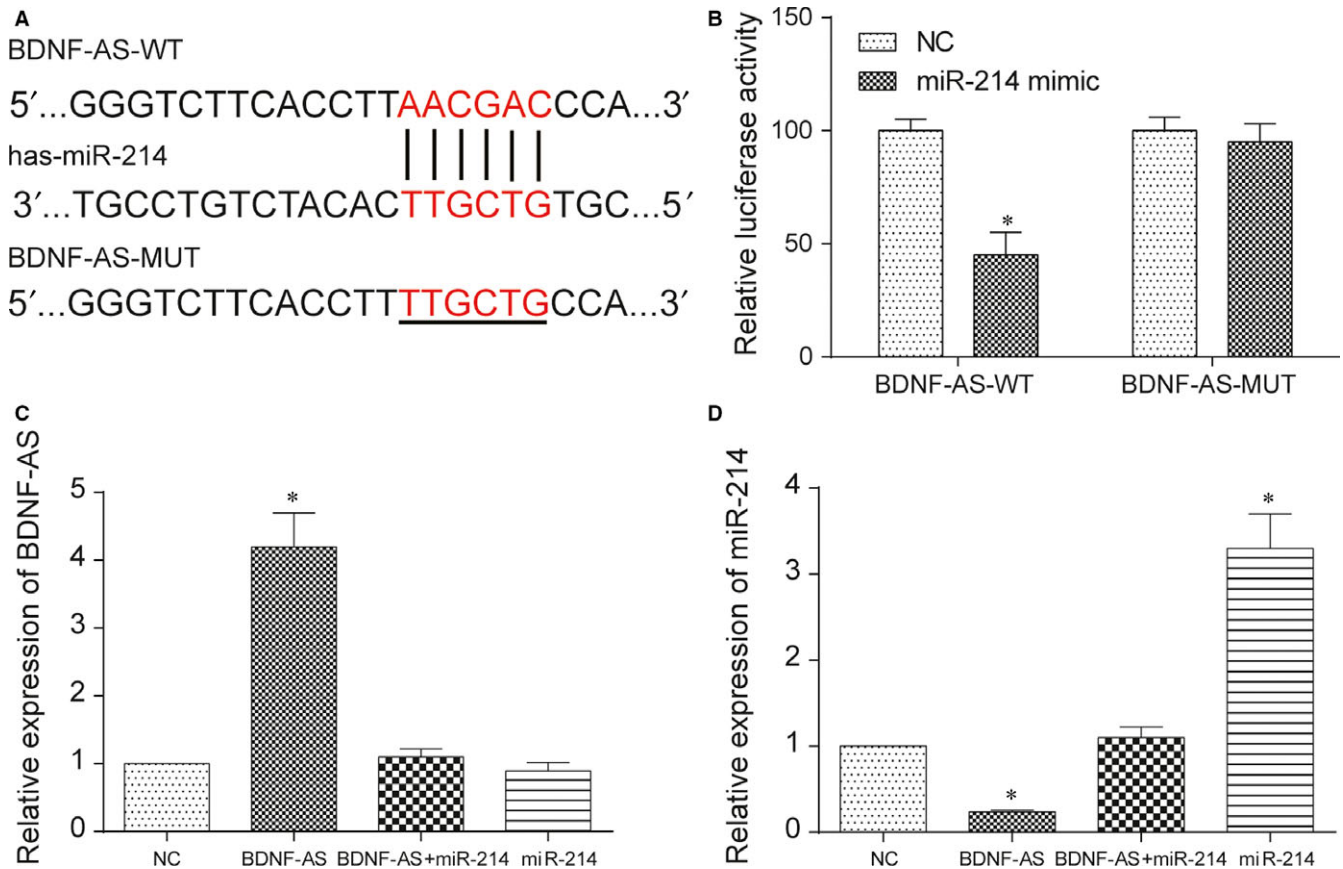 A
BDNF-AS-WT
5′...GGGTCTTCACCTTAACGACCCA...3′
has-miR-214
3′...TGCCTGTCTACACTTGCTGTGC...5′
BDNF-AS-MUT
5′...GGGTCTTCACCTTTTGCTGCCA...3′
B
Relative luciferase activity
150
100
50
0
NC
miR-214 mimic
*
BDNF-AS-WT BDNF-AS-MUT
C
Relative expression of BDNF-AS
5
4
3
2
1
0
*
NC BDNF-AS BDNF-AS+miR-214 miR-214
D
Relative expression of miR-214
4
3
2
1
0
*
*
NC BDNF-AS BDNF-AS+miR-214 miR-214